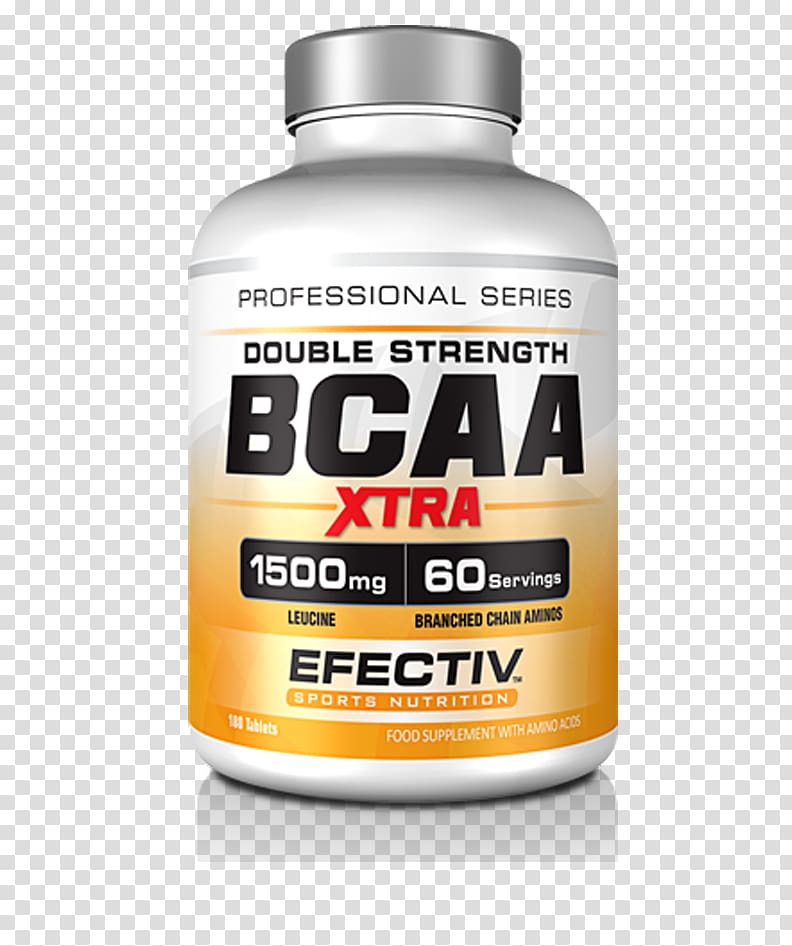 PROFESSIONAL SERIES
DOUBLE STRENGTH
BCAA
XTRA
1500mg 60 Servings
LEUCINE BRANCHED CHAIN AMINOS
EFECTIV™
SPORTS NUTRITION
180 Tablets FOOD SUPPLEMENT WITH AMINO ACIDS